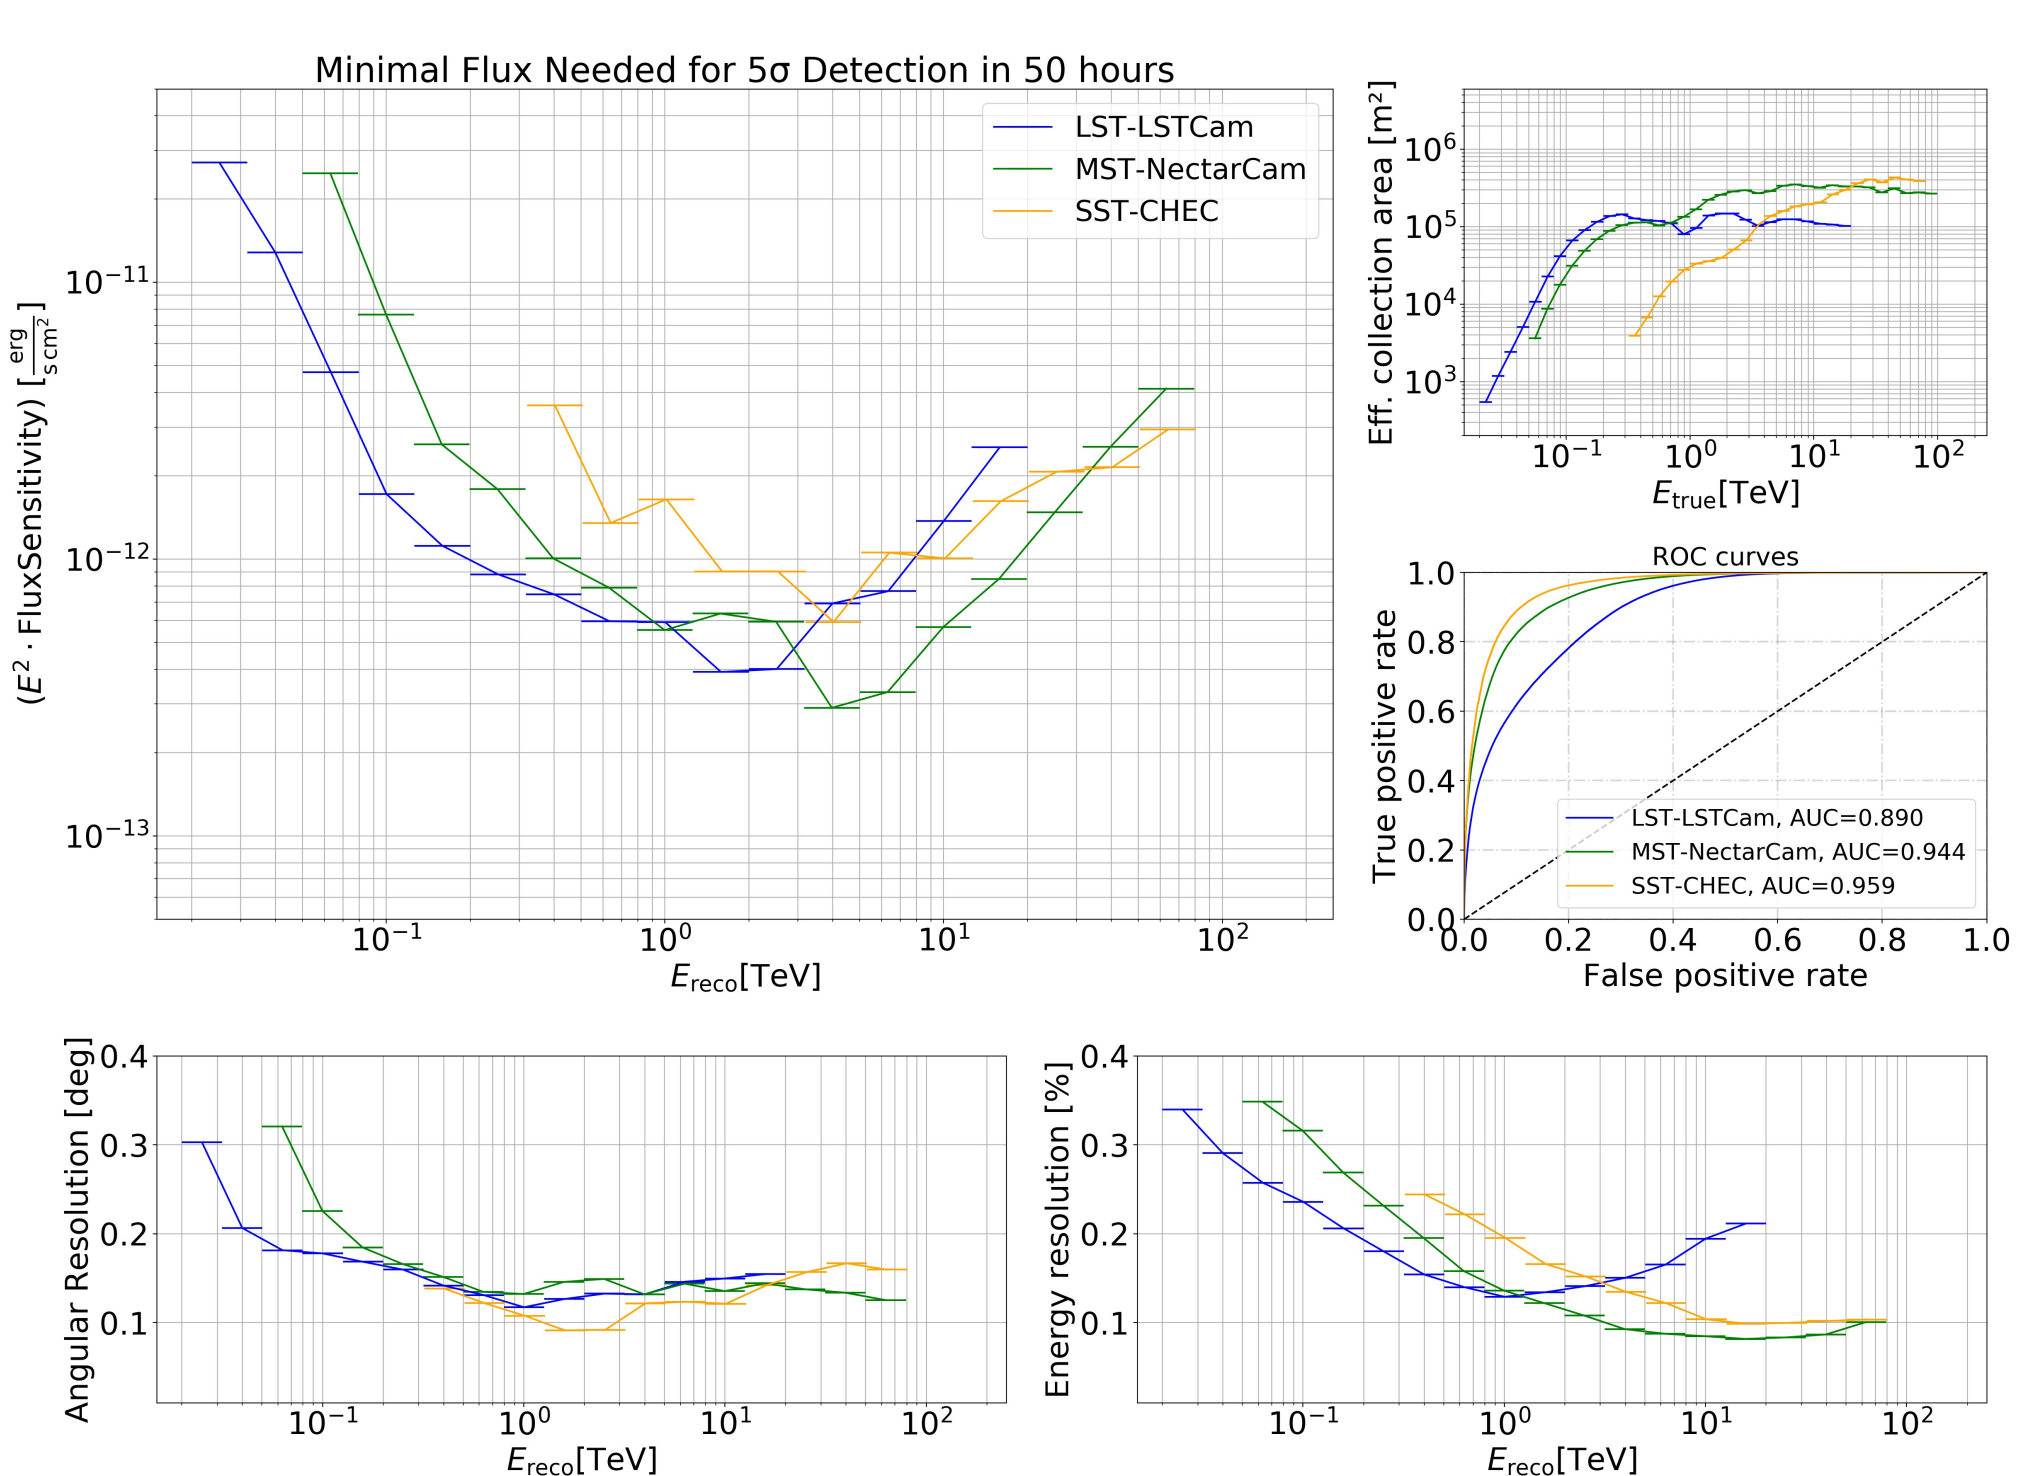 Minimal Flux Needed for 5σ Detection in 50 hours
(E² · FluxSensitivity) [erg / s cm²]
10⁻¹¹
10⁻¹²
10⁻¹³
LST-LSTCam
MST-NectarCam
SST-CHEC
10⁻¹ 10⁰ 10¹ 10²
E_reco[TeV]
Eff. collection area [m²]
10⁶
10⁵
10⁴
10³
10⁻¹ 10⁰ 10¹ 10²
E_true[TeV]
ROC curves
True positive rate
1.0
0.8
0.6
0.4
0.2
0.0
LST-LSTCam, AUC=0.890
MST-NectarCam, AUC=0.944
SST-CHEC, AUC=0.959
0.0 0.2 0.4 0.6 0.8 1.0
False positive rate
Angular Resolution [deg]
0.4
0.3
0.2
0.1
10⁻¹ 10⁰ 10¹ 10²
E_reco[TeV]
Energy resolution [%]
0.4
0.3
0.2
0.1
10⁻¹ 10⁰ 10¹ 10²
E_reco[TeV]